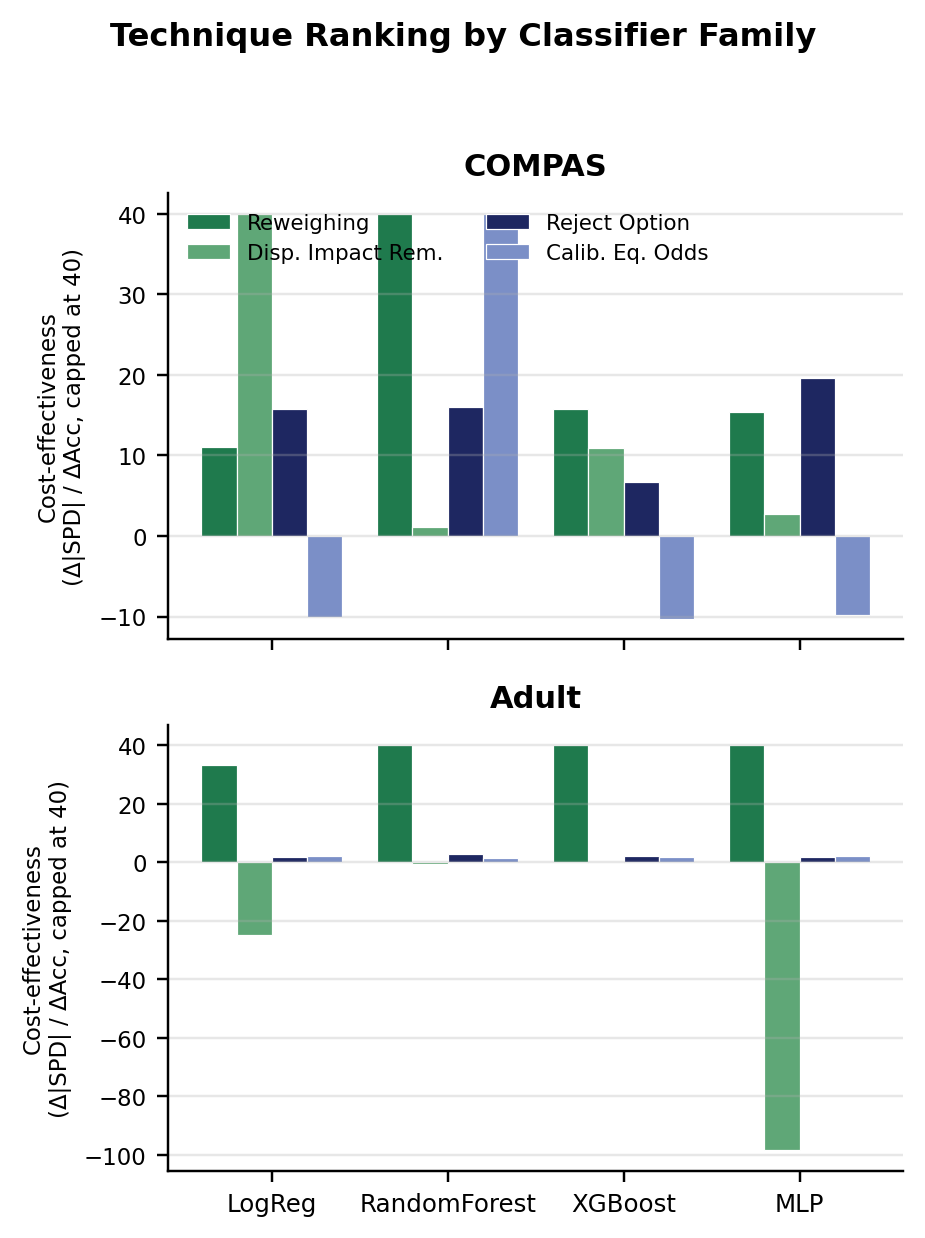 Technique Ranking by Classifier Family
COMPAS
Cost-effectiveness
(Δ|SPD| / ΔAcc, capped at 40)
40
30
20
10
0
−10
Reweighing
Disp. Impact Rem.
Reject Option
Calib. Eq. Odds
Adult
Cost-effectiveness
(Δ|SPD| / ΔAcc, capped at 40)
40
20
0
−20
−40
−60
−80
−100
LogReg RandomForest XGBoost MLP